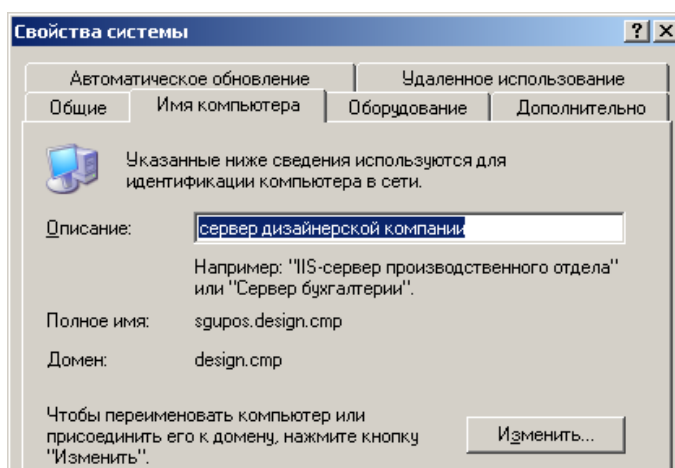 Свойства системы
Автоматическое обновление Удаленное использование
Общие Имя компьютера Оборудование Дополнительно
Указанные ниже сведения используются для
идентификации компьютера в сети.
Описание: сервер дизайнерской компании
Например: "IIS-сервер производственного отдела"
или "Сервер бухгалтерии".
Полное имя: sgupos.design.cmp
Домен: design.cmp
Чтобы переименовать компьютер или
присоединить его к домену, нажмите кнопку
"Изменить".
Изменить...